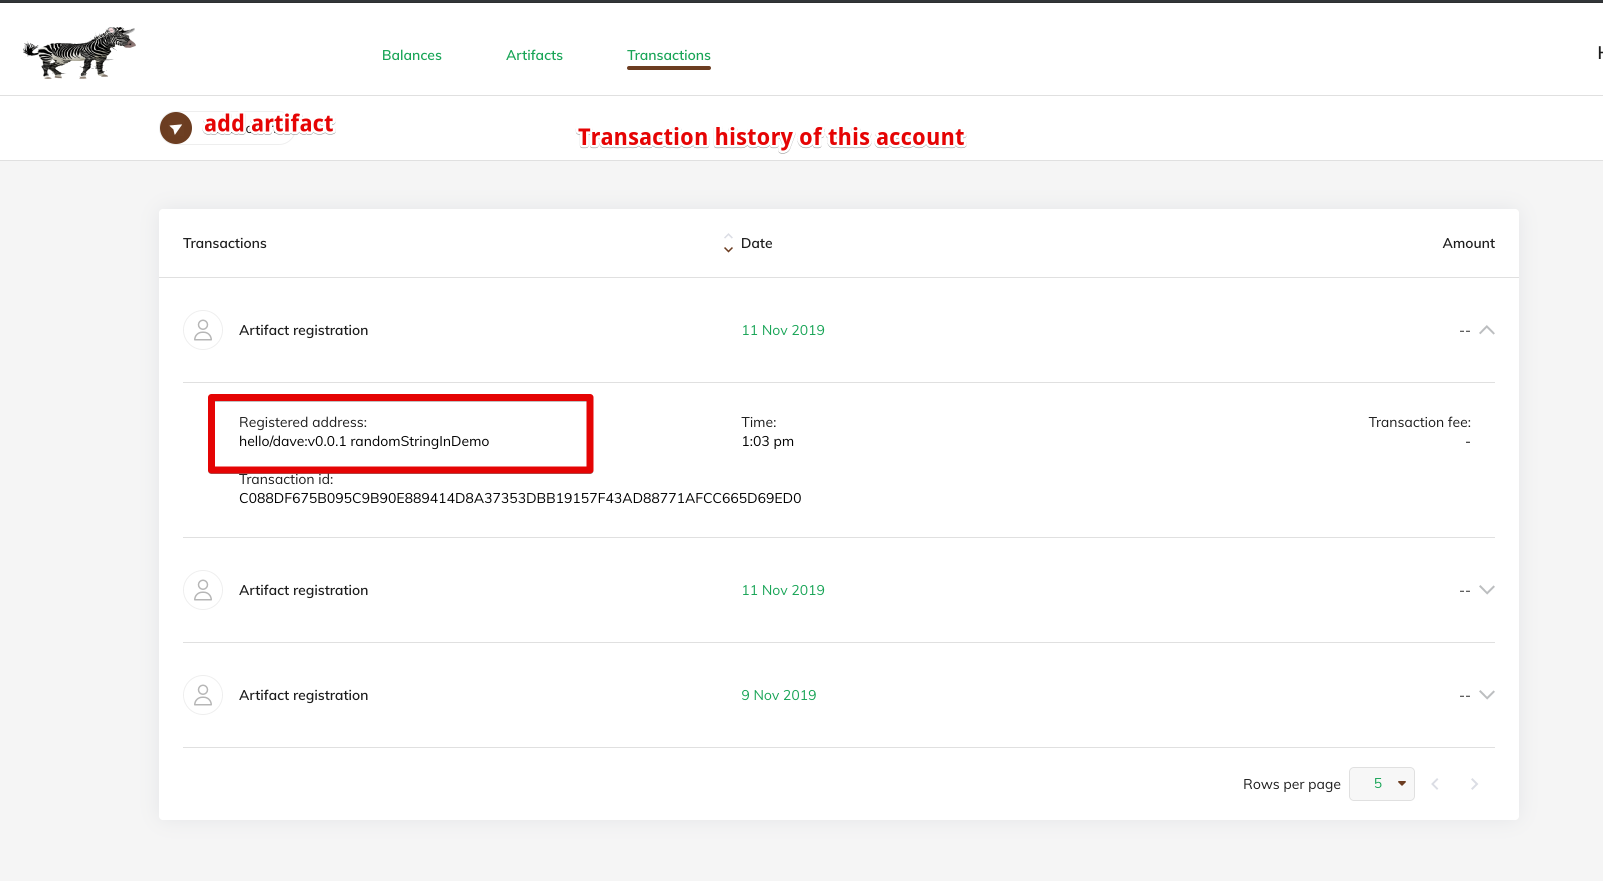 Balances Artifacts Transactions
add artifact
Transaction history of this account
Transactions Date Amount
Artifact registration 11 Nov 2019 --
Registered address: Time: Transaction fee:
hello/dave:v0.0.1 randomStringInDemo 1:03 pm -
Transaction id:
C088DF675B095C9B90E889414D8A37353DBB19157F43AD88771AFCC665D69ED0
Artifact registration 11 Nov 2019 --
Artifact registration 9 Nov 2019 --
Rows per page 5